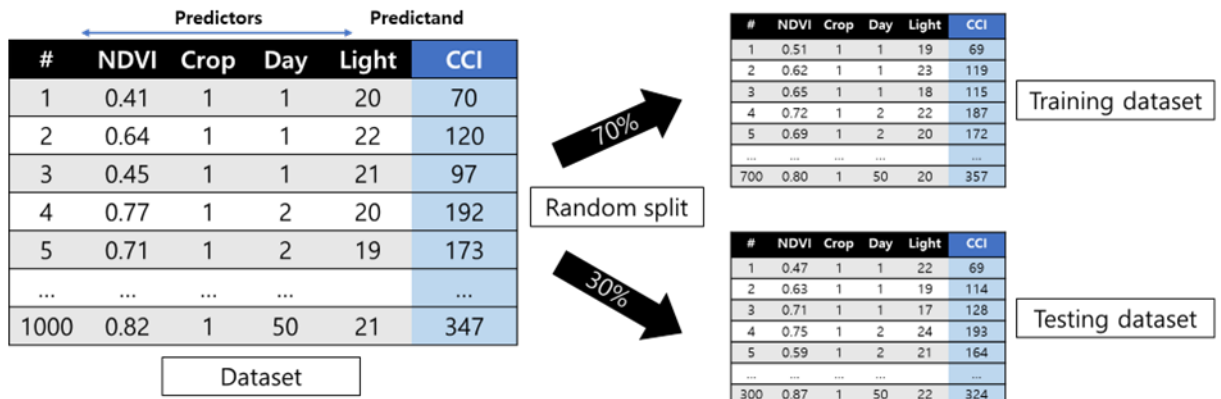 Predictors Predictand
# NDVI Crop Day Light CCI
1 0.41 1 1 20 70
2 0.64 1 1 22 120
3 0.45 1 1 21 97
4 0.77 1 2 20 192
5 0.71 1 2 19 173
... ... ... ... ...
1000 0.82 1 50 21 347
Dataset
70%
Random split
30%
# NDVI Crop Day Light CCI
1 0.51 1 1 19 69
2 0.62 1 1 23 119
3 0.65 1 1 18 115
4 0.72 1 2 22 187
5 0.69 1 2 20 172
... ... ... ... ...
700 0.80 1 50 20 357
Training dataset
# NDVI Crop Day Light CCI
1 0.47 1 1 22 69
2 0.63 1 1 19 114
3 0.71 1 1 17 128
4 0.75 1 2 24 193
5 0.59 1 2 21 164
... ... ... ... ...
300 0.87 1 50 22 324
Testing dataset